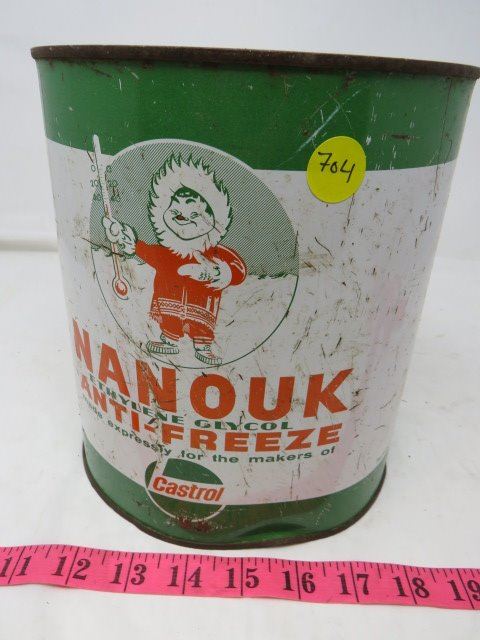 704
NANOUK
ETHYLENE GLYCOL
ANTI-FREEZE
expressly for the makers of
Castrol
11 12 13 14 15 16 17 18 19